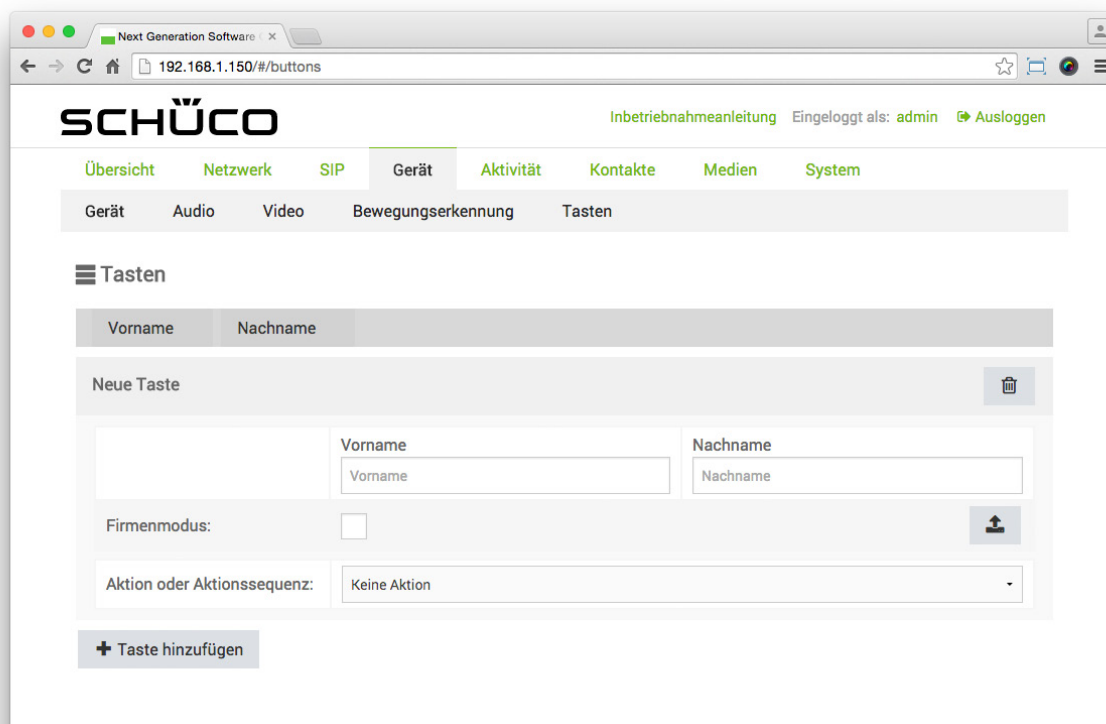 Next Generation Software
192.168.1.150/#/buttons
SCHÜCO
Inbetriebnahmeanleitung Eingeloggt als: admin Ausloggen
Übersicht Netzwerk SIP Gerät Aktivität Kontakte Medien System
Gerät Audio Video Bewegungserkennung Tasten
Tasten
Vorname Nachname
Neue Taste
Vorname Nachname
Vorname Nachname
Firmenmodus:
Aktion oder Aktionssequenz: Keine Aktion
Taste hinzufügen